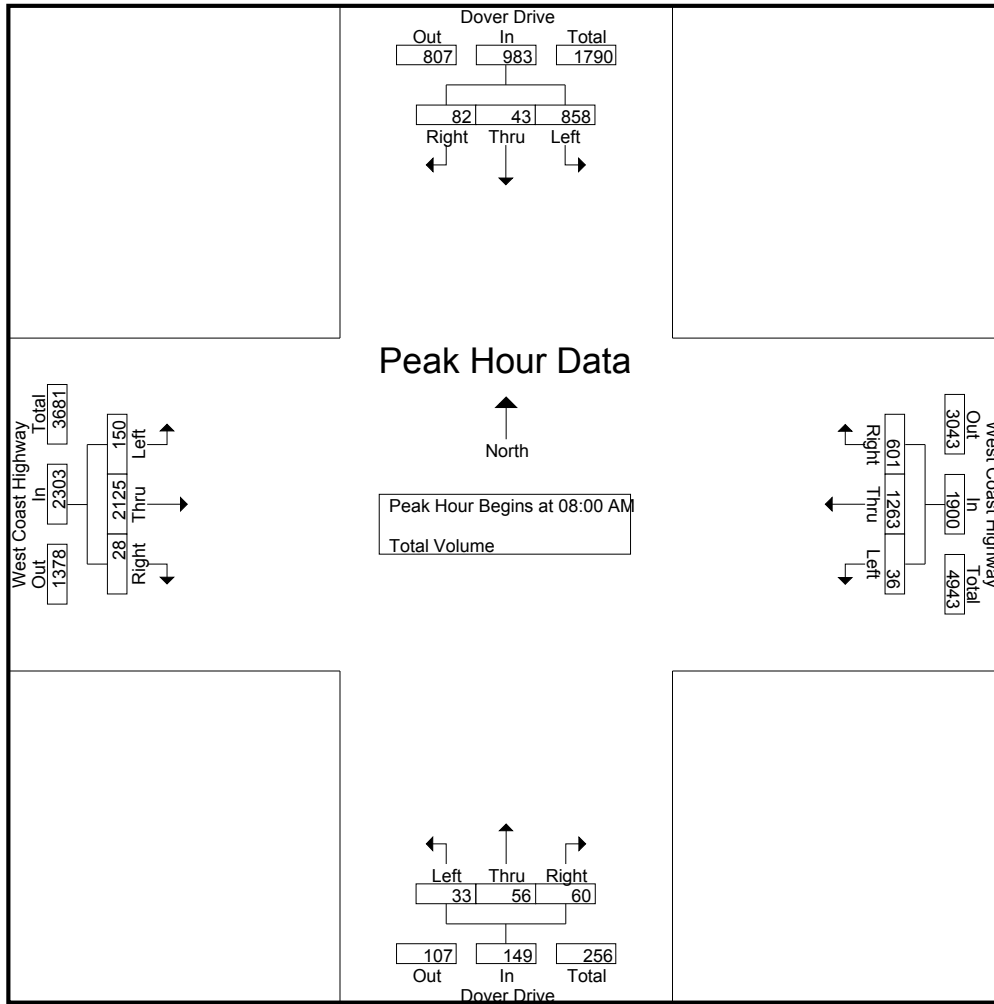 Dover Drive
Out In Total
807 983 1790
82 43 858
Right Thru Left
Peak Hour Data
North
Peak Hour Begins at 08:00 AM
Total Volume
West Coast Highway
Out In Total
1378 2303 3681
28 2125 150
Right Thru Left
West Coast Highway
Out In Total
3043 1900 4943
601 1263 36
Right Thru Left
Left Thru Right
33 56 60
107 149 256
Out In Total
Dover Drive